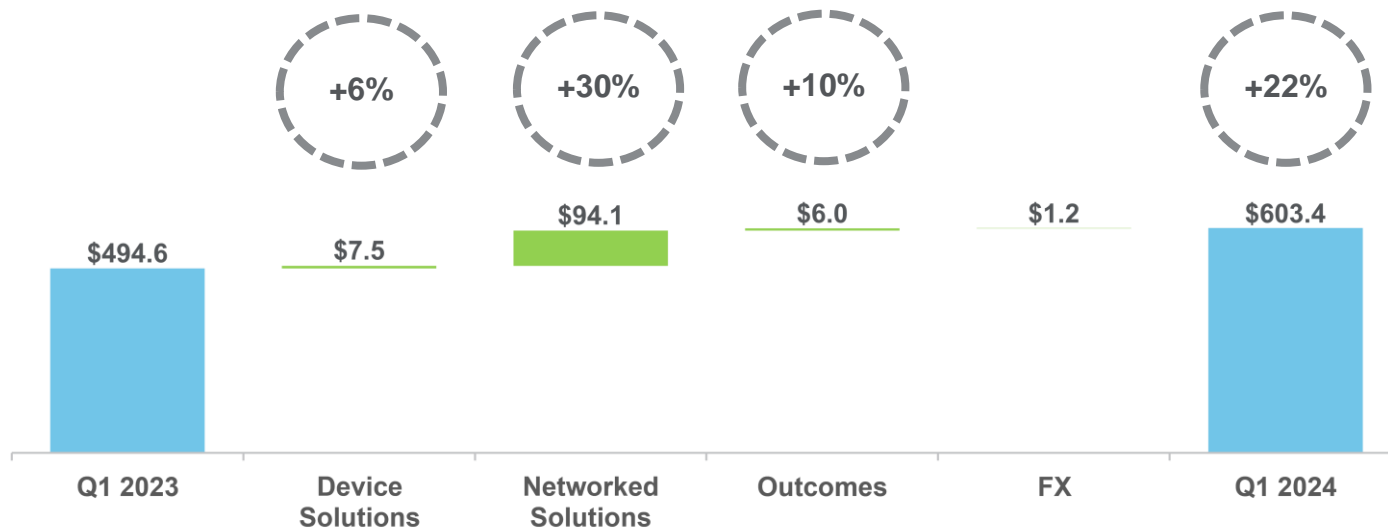 +6%
+30%
+10%
+22%
$494.6
$7.5
$94.1
$6.0
$1.2
$603.4
Q1 2023
Device
Solutions
Networked
Solutions
Outcomes
FX
Q1 2024